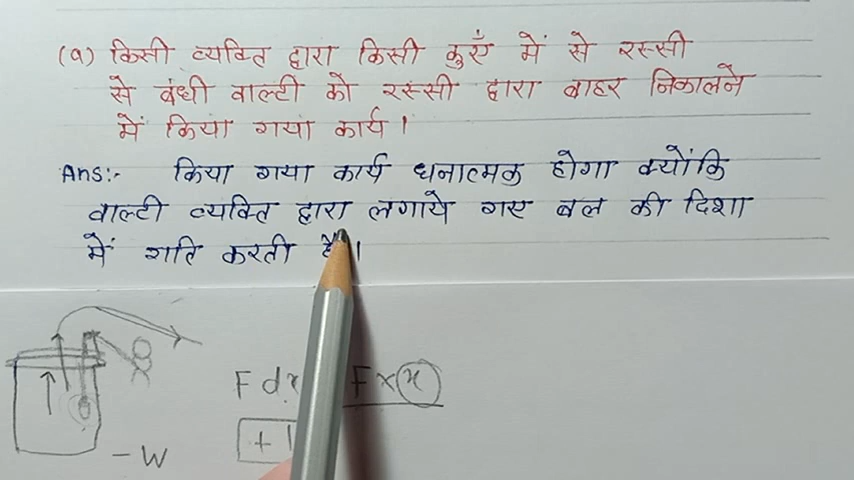 (a) किसी व्यक्ति द्वारा किसी कुएँ में से रस्सी
से बंधी बाल्टी को रस्सी द्वारा बाहर निकालने
में किया गया कार्य।
Ans:- किया गया कार्य धनात्मक होगा क्योंकि
बाल्टी व्यक्ति द्वारा लगाये गए बल की दिशा
में गति करती है।
F F×x
-W +